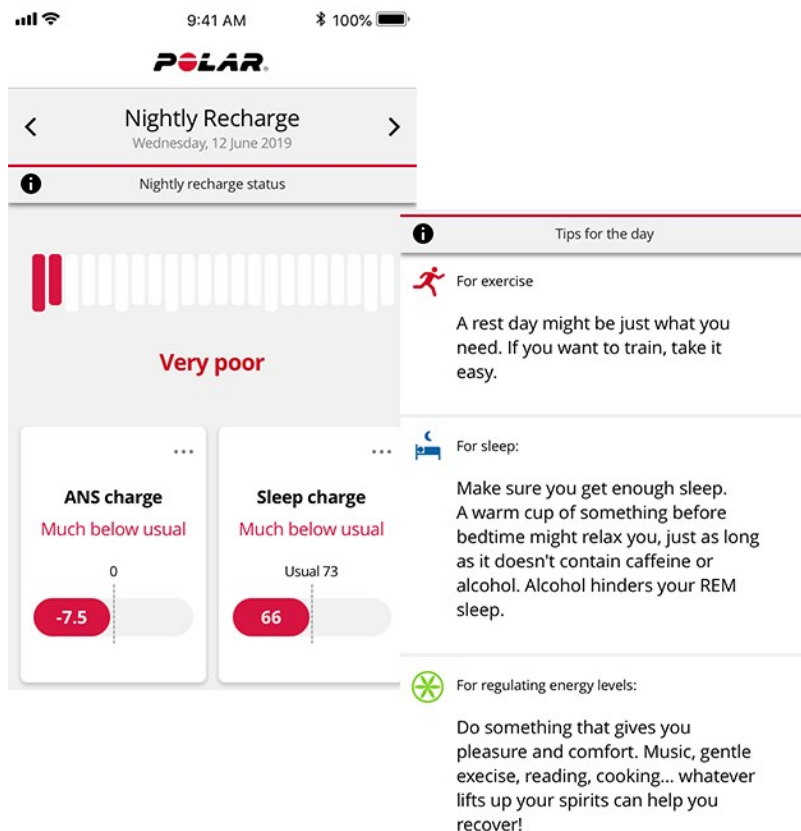 9:41 AM
100%
POLAR
Nightly Recharge
Wednesday, 12 June 2019
Nightly recharge status
Very poor
ANS charge
Much below usual
0
-7.5
Sleep charge
Much below usual
Usual 73
66
Tips for the day
For exercise
A rest day might be just what you
need. If you want to train, take it
easy.
For sleep:
Make sure you get enough sleep.
A warm cup of something before
bedtime might relax you, just as long
as it doesn't contain caffeine or
alcohol. Alcohol hinders your REM
sleep.
For regulating energy levels:
Do something that gives you
pleasure and comfort. Music, gentle
execise, reading, cooking... whatever
lifts up your spirits can help you
recover!